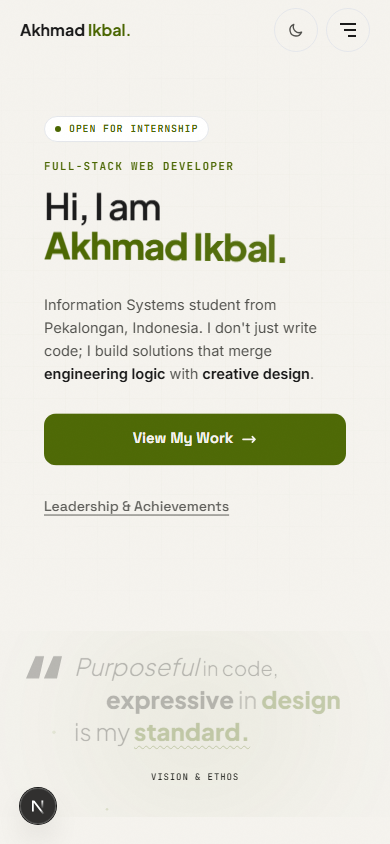 Akhmad Ikbal.
OPEN FOR INTERNSHIP
FULL-STACK WEB DEVELOPER
Hi, I am
Akhmad Ikbal.
Information Systems student from
Pekalongan, Indonesia. I don't just write
code; I build solutions that merge
engineering logic with creative design.
View My Work →
Leadership & Achievements
“Purposeful in code,
expressive in design
is my standard.
VISION & ETHOS
N